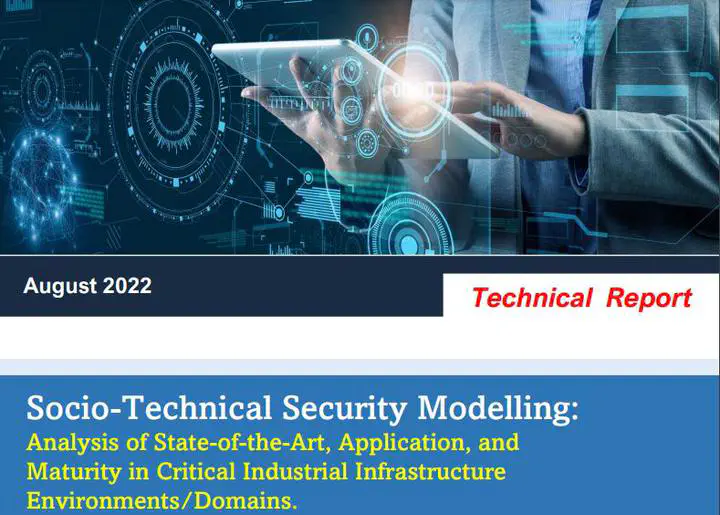 August 2022
Technical Report
Socio-Technical Security Modelling:
Analysis of State-of-the-Art, Application, and
Maturity in Critical Industrial Infrastructure
Environments/Domains.